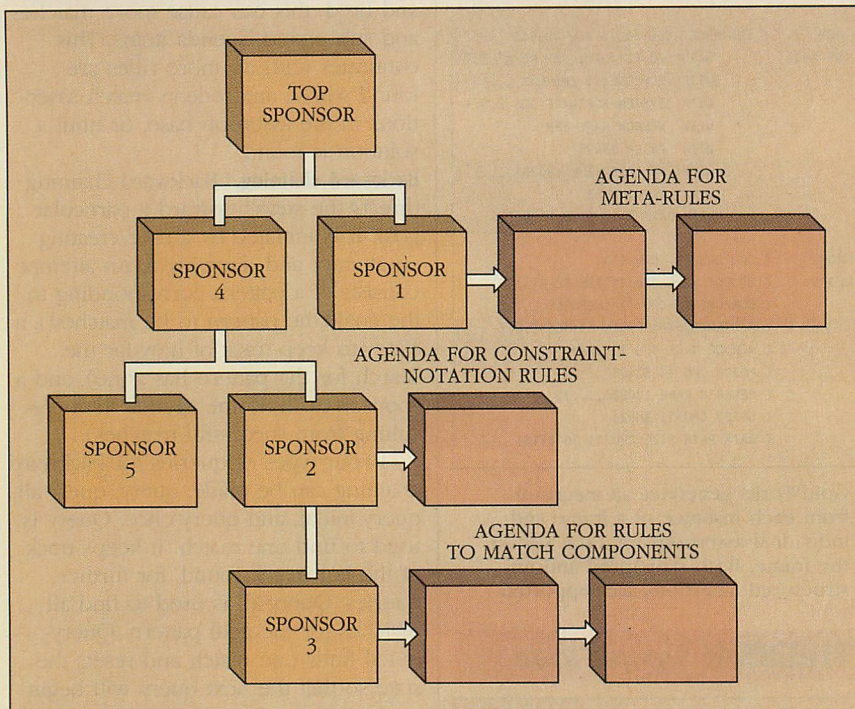 TOP
SPONSOR
AGENDA FOR
META-RULES
SPONSOR
4
SPONSOR
1
AGENDA FOR CONSTRAINT-
NOTATION RULES
SPONSOR
5
SPONSOR
2
AGENDA FOR RULES
TO MATCH COMPONENTS
SPONSOR
3